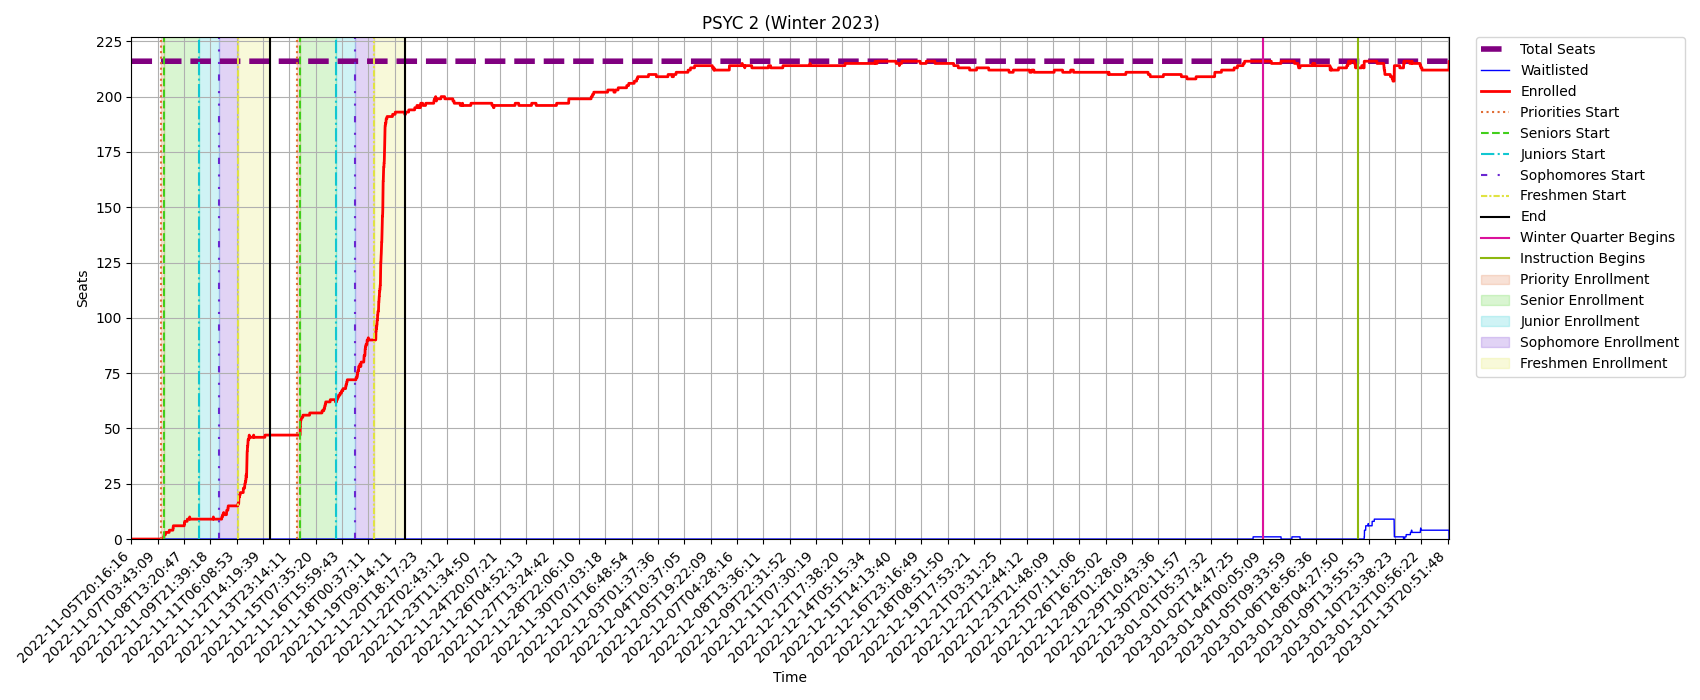 PSYC 2 (Winter 2023)
225
200
175
150
125
100
75
50
25
0
Seats
2022-11-05T20:16:16
2022-11-07T03:43:09
2022-11-08T13:20:47
2022-11-09T21:39:18
2022-11-11T06:08:53
2022-11-12T14:19:39
2022-11-13T23:14:11
2022-11-15T07:35:20
2022-11-16T15:59:43
2022-11-18T00:37:11
2022-11-19T09:14:11
2022-11-20T18:17:23
2022-11-22T02:43:12
2022-11-23T11:34:50
2022-11-24T20:07:21
2022-11-26T04:52:13
2022-11-27T13:24:42
2022-11-28T22:06:10
2022-11-30T07:03:18
2022-12-01T16:48:54
2022-12-03T01:37:36
2022-12-04T10:37:05
2022-12-05T19:22:09
2022-12-07T04:28:16
2022-12-08T13:36:11
2022-12-09T22:31:52
2022-12-11T07:30:19
2022-12-12T17:38:20
2022-12-14T05:15:34
2022-12-15T14:13:40
2022-12-16T23:16:49
2022-12-18T08:51:50
2022-12-19T17:53:21
2022-12-21T03:31:25
2022-12-22T12:44:12
2022-12-23T21:48:09
2022-12-25T07:11:06
2022-12-26T16:25:02
2022-12-28T01:28:09
2022-12-29T10:43:36
2022-12-30T20:11:57
2023-01-01T05:37:32
2023-01-02T14:47:25
2023-01-04T00:05:09
2023-01-05T09:33:59
2023-01-06T18:56:36
2023-01-08T04:27:50
2023-01-09T13:55:53
2023-01-10T23:38:23
2023-01-12T10:56:22
2023-01-13T20:51:48
Time
Total Seats
Waitlisted
Enrolled
Priorities Start
Seniors Start
Juniors Start
Sophomores Start
Freshmen Start
End
Winter Quarter Begins
Instruction Begins
Priority Enrollment
Senior Enrollment
Junior Enrollment
Sophomore Enrollment
Freshmen Enrollment